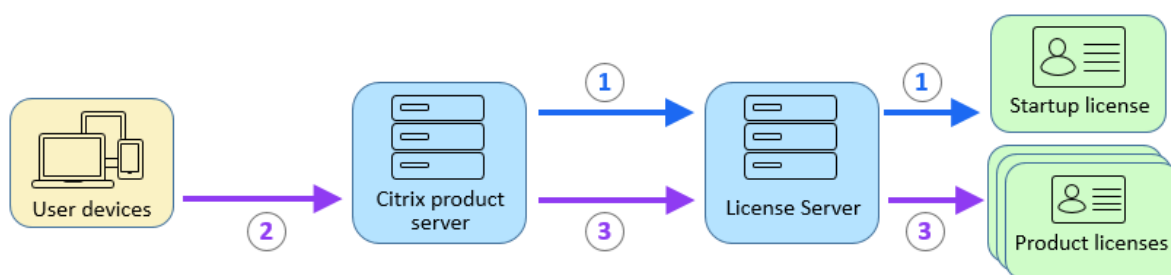 1
1
Startup license
User devices
2
Citrix product
server
3
License Server
3
Product licenses